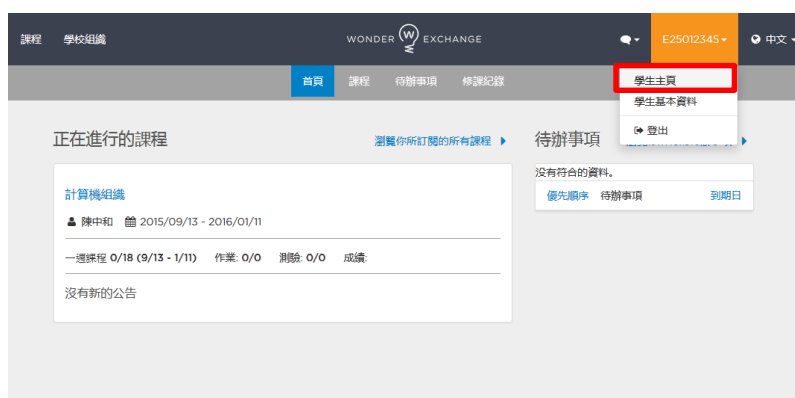 課程 學校組織 WONDER W EXCHANGE E25012345 中文
首頁 課程 待辦事項 修課紀錄
學生主頁
學生基本資料
登出
正在進行的課程 瀏覽你所訂閱的所有課程
待辦事項
計算機組織
陳中和 2015/09/13 - 2016/01/11
一週課程 0/18 (9/13 - 1/11) 作業: 0/0 測驗: 0/0 成績:
沒有新的公告
沒有符合的資料。
優先順序 待辦事項 到期日